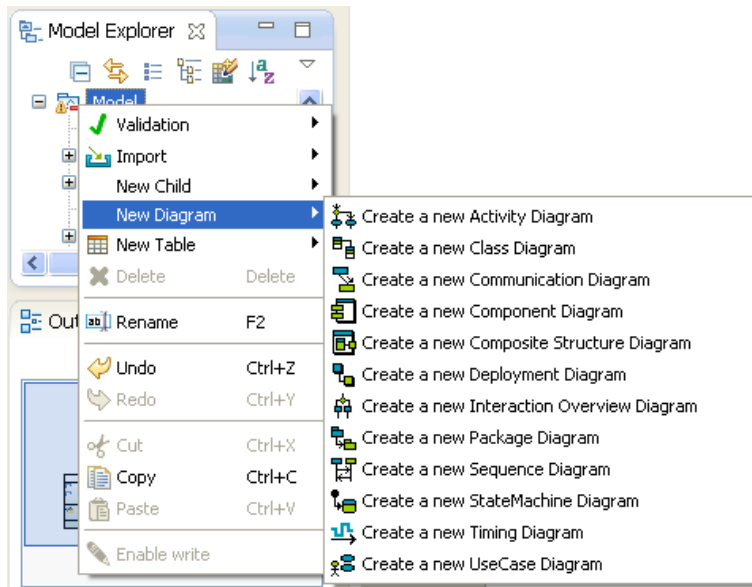 Model Explorer
Model
Validation
Import
New Child
New Diagram
New Table
Delete Delete
Rename F2
Undo Ctrl+Z
Redo Ctrl+Y
Cut Ctrl+X
Copy Ctrl+C
Paste Ctrl+V
Enable write
Create a new Activity Diagram
Create a new Class Diagram
Create a new Communication Diagram
Create a new Component Diagram
Create a new Composite Structure Diagram
Create a new Deployment Diagram
Create a new Interaction Overview Diagram
Create a new Package Diagram
Create a new Sequence Diagram
Create a new StateMachine Diagram
Create a new Timing Diagram
Create a new UseCase Diagram
Out